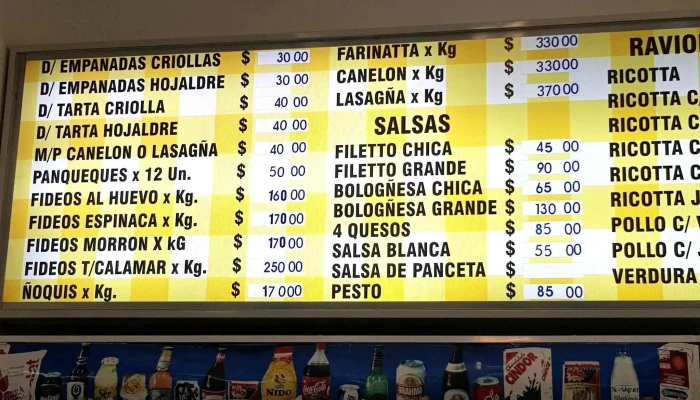 D/ EMPANADAS CRIOLLAS $ 30 00
D/ EMPANADAS HOJALDRE $ 30 00
D/ TARTA CRIOLLA $ 40 00
D/ TARTA HOJALDRE $ 40 00
M/P CANELON O LASAGÑA $ 40 00
PANQUEQUES x 12 Un. $ 50 00
FIDEOS AL HUEVO x Kg. $ 160 00
FIDEOS ESPINACA x Kg. $ 170 00
FIDEOS MORRON X kG $ 170 00
FIDEOS T/CALAMAR x Kg. $ 250 00
ÑOQUIS x Kg. $ 170 00
FARINATTA x Kg $ 330 00
CANELON x Kg $ 330 00
LASAGÑA x Kg $ 370 00
SALSAS
FILETTO CHICA $ 45 00
FILETTO GRANDE $ 90 00
BOLOGÑESA CHICA $ 65 00
BOLOGÑESA GRANDE $ 130 00
4 QUESOS $ 85 00
SALSA BLANCA $ 55 00
SALSA DE PANCETA $
PESTO $ 85 00
RAVIO
RICOTTA
RICOTTA C
RICOTTA C
RICOTTA C
RICOTTA C
RICOTTA J
POLLO C/
POLLO C/
VERDURA
NIDO
Coca-Cola
BRAHMA
CINDOR